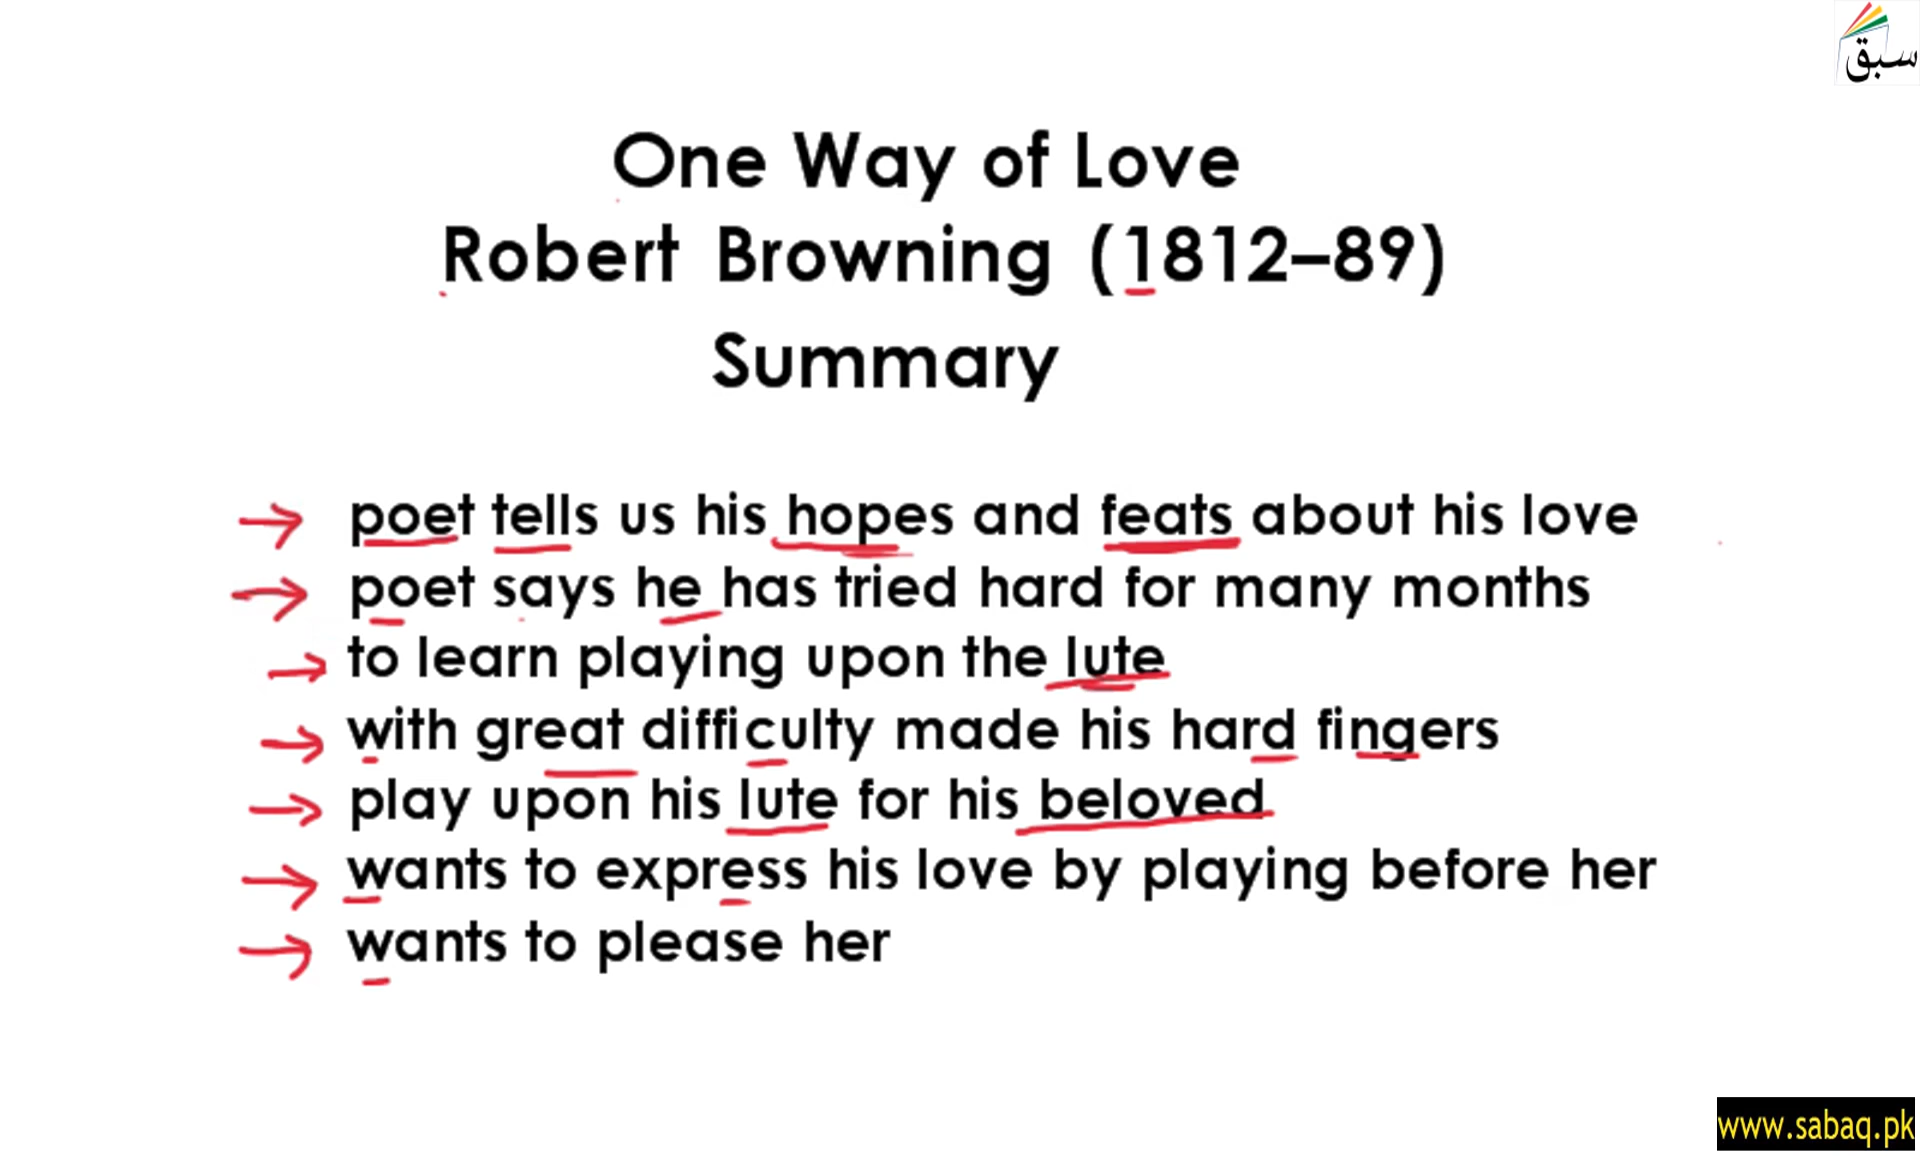 سبق
One Way of Love
Robert Browning (1812–89)
Summary
poet tells us his hopes and feats about his love
poet says he has tried hard for many months
to learn playing upon the lute
with great difficulty made his hard fingers
play upon his lute for his beloved
wants to express his love by playing before her
wants to please her
www.sabaq.pk